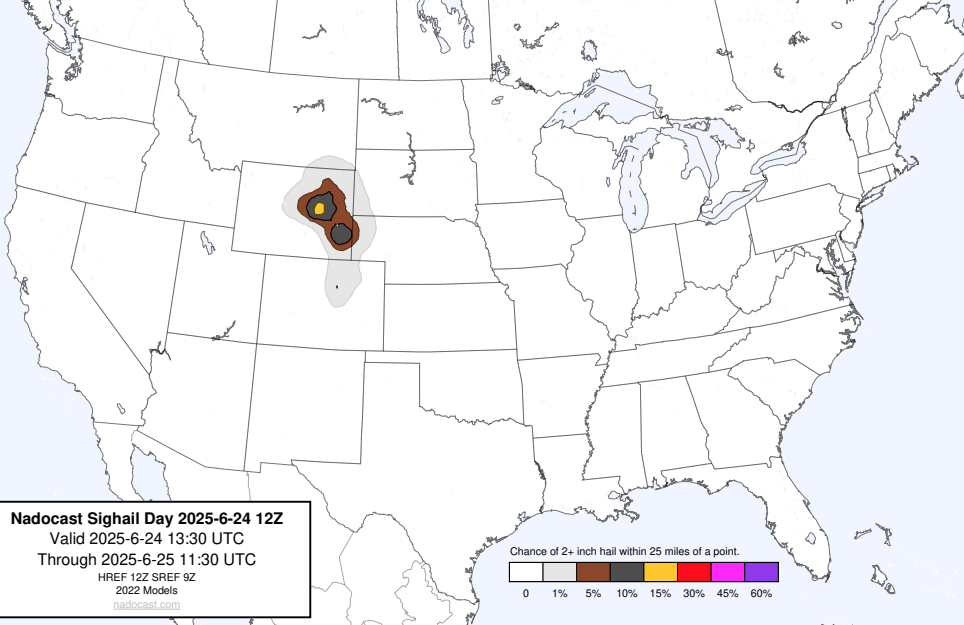 Nadocast Sighail Day 2025-6-24 12Z
Valid 2025-6-24 13:30 UTC
Through 2025-6-25 11:30 UTC
HREF 12Z SREF 9Z
2022 Models
nadocast.com
Chance of 2+ inch hail within 25 miles of a point.
0 1% 5% 10% 15% 30% 45% 60%